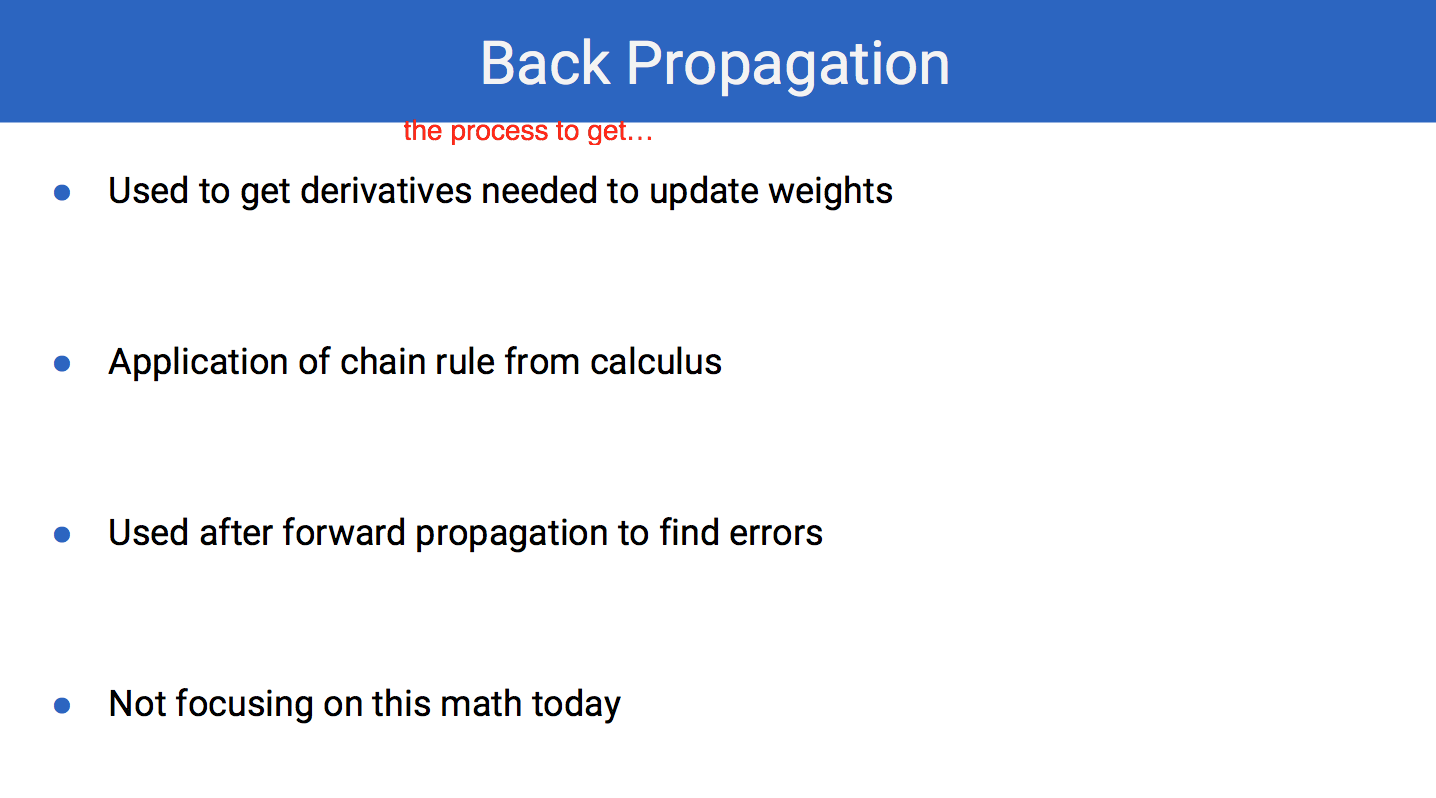 Back Propagation
the process to get…
Used to get derivatives needed to update weights
Application of chain rule from calculus
Used after forward propagation to find errors
Not focusing on this math today